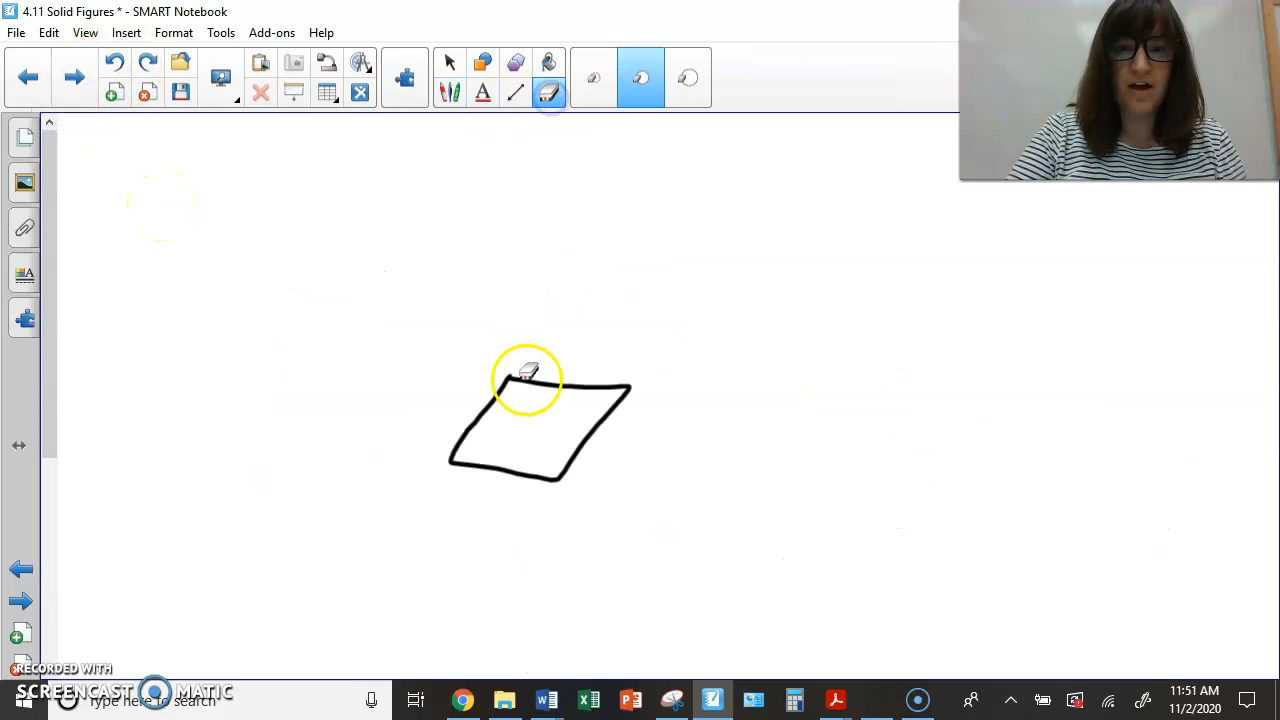 4.11 Solid Figures * - SMART Notebook
File Edit View Insert Format Tools Add-ons Help
A
A
RECORDED WITH
SCREENCAST MATIC
Type here to search
11:51 AM
11/2/2020